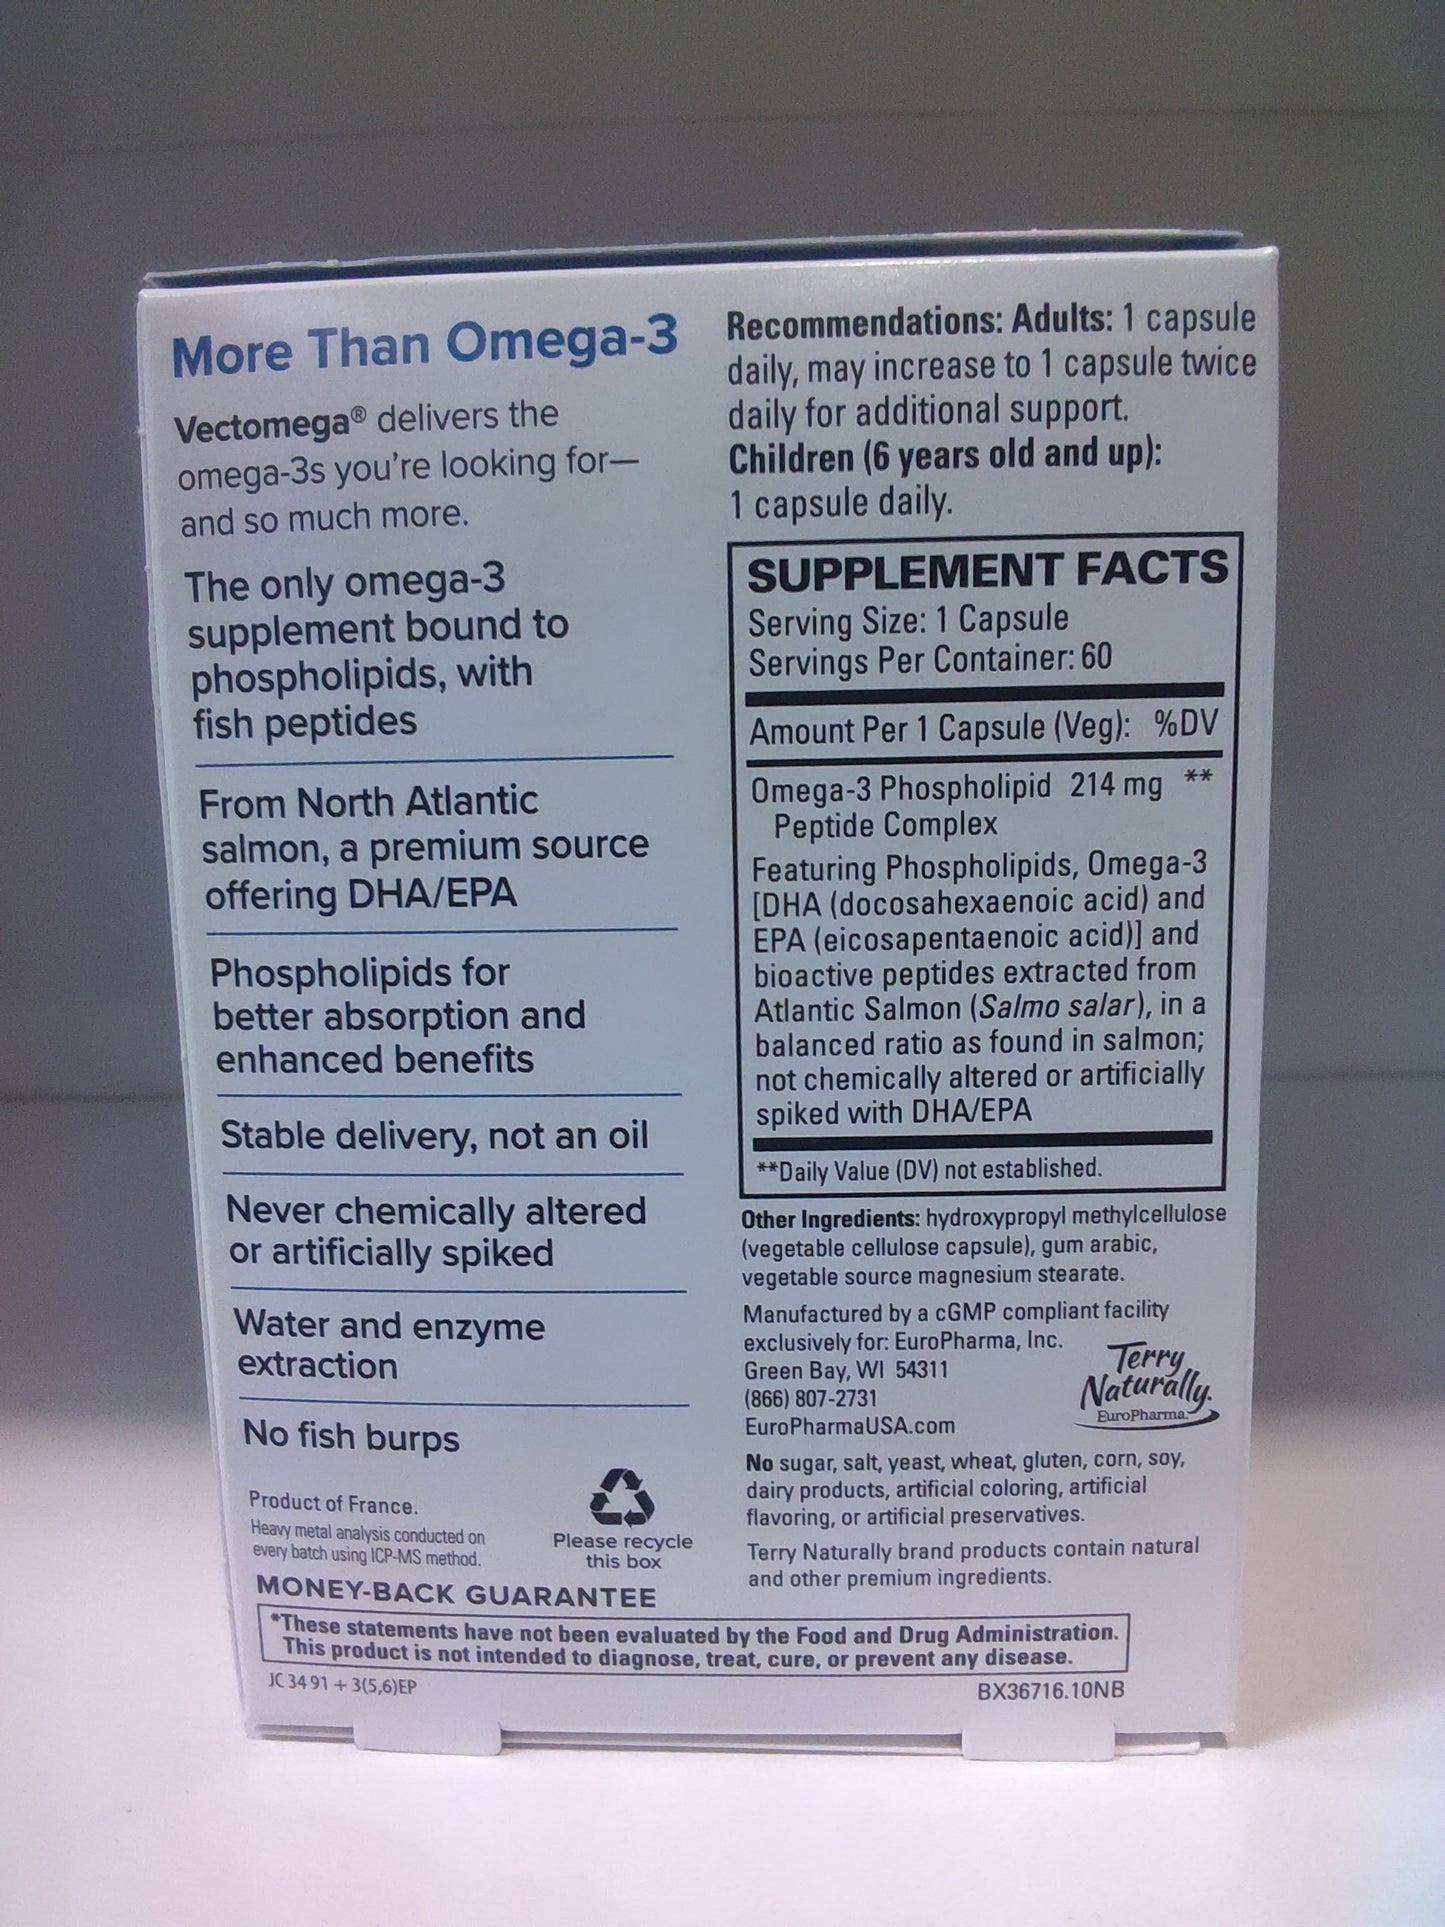 More Than Omega-3
Vectomega® delivers the
omega-3s you're looking for—
and so much more.
The only omega-3
supplement bound to
phospholipids, with
fish peptides
From North Atlantic
salmon, a premium source
offering DHA/EPA
Phospholipids for
better absorption and
enhanced benefits
Stable delivery, not an oil
Never chemically altered
or artificially spiked
Water and enzyme
extraction
No fish burps
Product of France.
Heavy metal analysis conducted on
every batch using ICP-MS method.
Please recycle
this box
MONEY-BACK GUARANTEE
Recommendations: Adults: 1 capsule
daily, may increase to 1 capsule twice
daily for additional support.
Children (6 years old and up):
1 capsule daily.
SUPPLEMENT FACTS
Serving Size: 1 Capsule
Servings Per Container: 60
Amount Per 1 Capsule (Veg): %DV
Omega-3 Phospholipid 214 mg **
Peptide Complex
Featuring Phospholipids, Omega-3
[DHA (docosahexaenoic acid) and
EPA (eicosapentaenoic acid)] and
bioactive peptides extracted from
Atlantic Salmon (Salmo salar), in a
balanced ratio as found in salmon;
not chemically altered or artificially
spiked with DHA/EPA
**Daily Value (DV) not established.
Other Ingredients: hydroxypropyl methylcellulose
(vegetable cellulose capsule), gum arabic,
vegetable source magnesium stearate.
Manufactured by a cGMP compliant facility
exclusively for: EuroPharma, Inc.
Green Bay, WI 54311
(866) 807-2731
EuroPharmaUSA.com
Terry
Naturally.
EuroPharma
No sugar, salt, yeast, wheat, gluten, corn, soy,
dairy products, artificial coloring, artificial
flavoring, or artificial preservatives.
Terry Naturally brand products contain natural
and other premium ingredients.
*These statements have not been evaluated by the Food and Drug Administration.
This product is not intended to diagnose, treat, cure, or prevent any disease.
JC 34 91 + 3(5,6)EP
BX36716.10NB